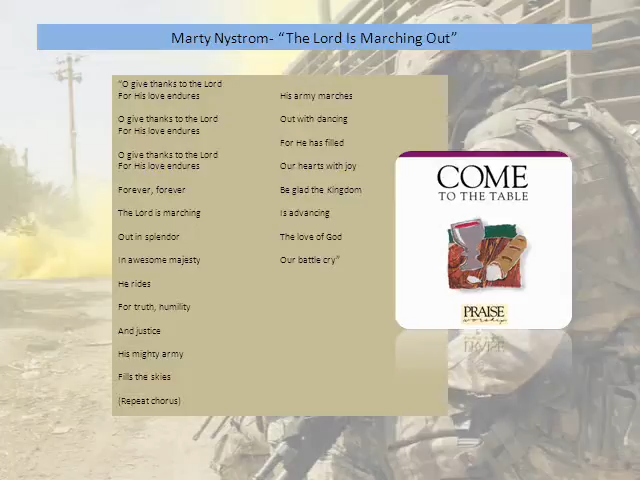 Marty Nystrom- “The Lord Is Marching Out”
“O give thanks to the Lord
For His love endures
O give thanks to the Lord
For His love endures
O give thanks to the Lord
For His love endures
Forever, forever
The Lord is marching
Out in splendor
In awesome majesty
He rides
For truth, humility
And justice
His mighty army
Fills the skies
(Repeat chorus)
His army marches
Out with dancing
For He has filled
Our hearts with joy
Be glad the Kingdom
Is advancing
The love of God
Our battle cry”
COME
TO THE TABLE
PRAISE
worship